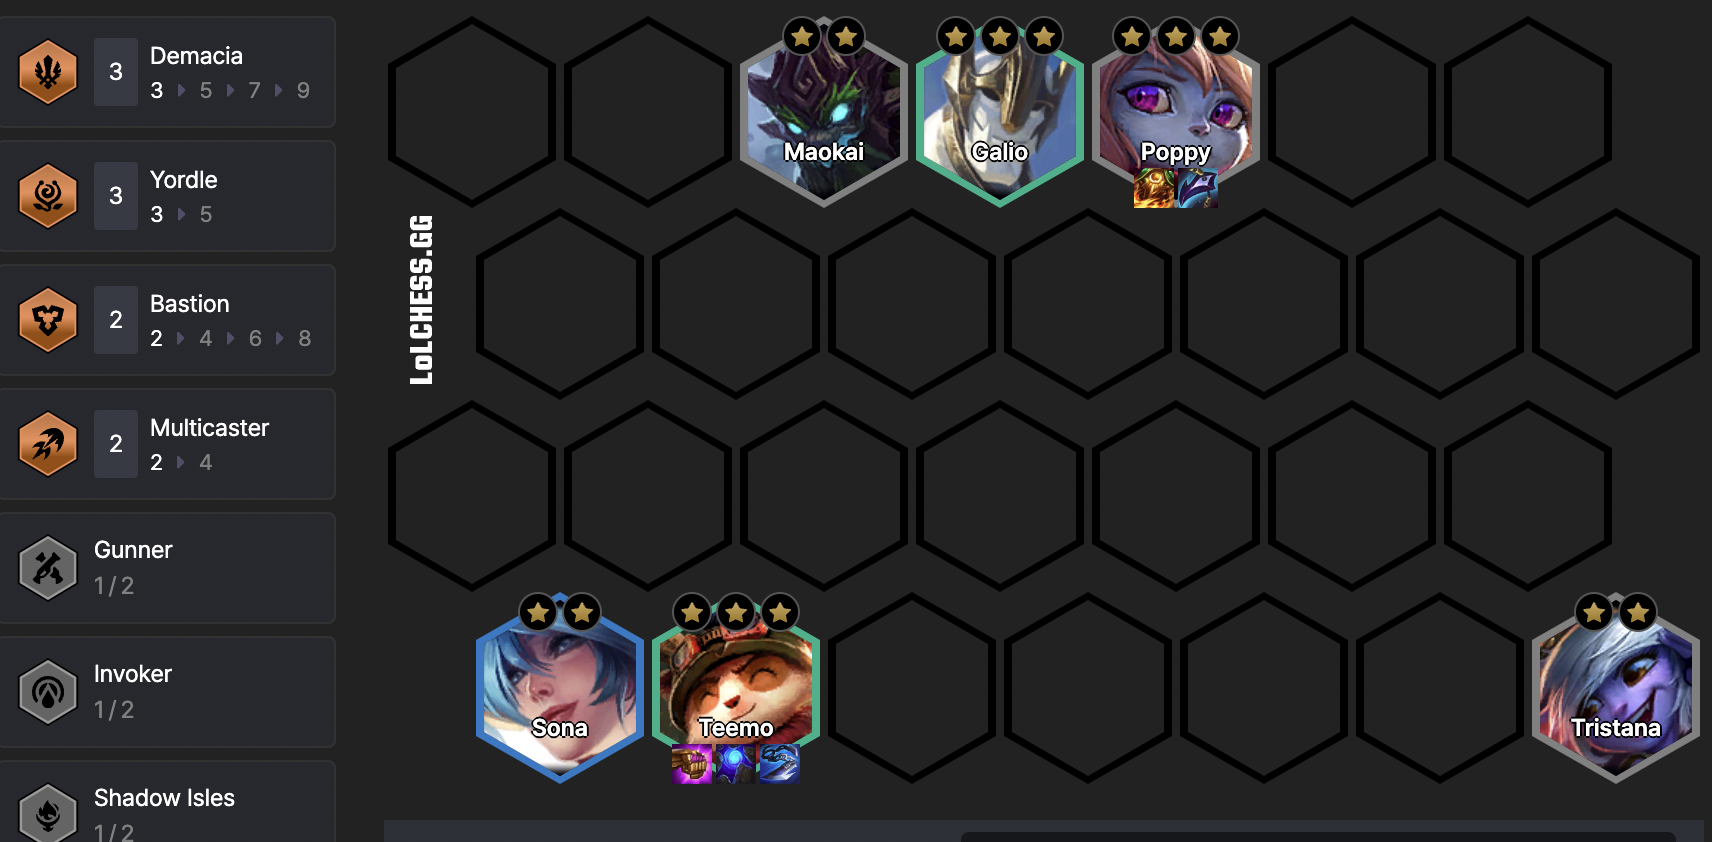 3
Demacia
3 5 7 9
3
Yordle
3 5
2
Bastion
2 4 6 8
2
Multicaster
2 4
Gunner
1/2
Invoker
1/2
Shadow Isles
1/2
LoLCHESS.GG
Maokai
Galio
Poppy
Sona
Teemo
Tristana